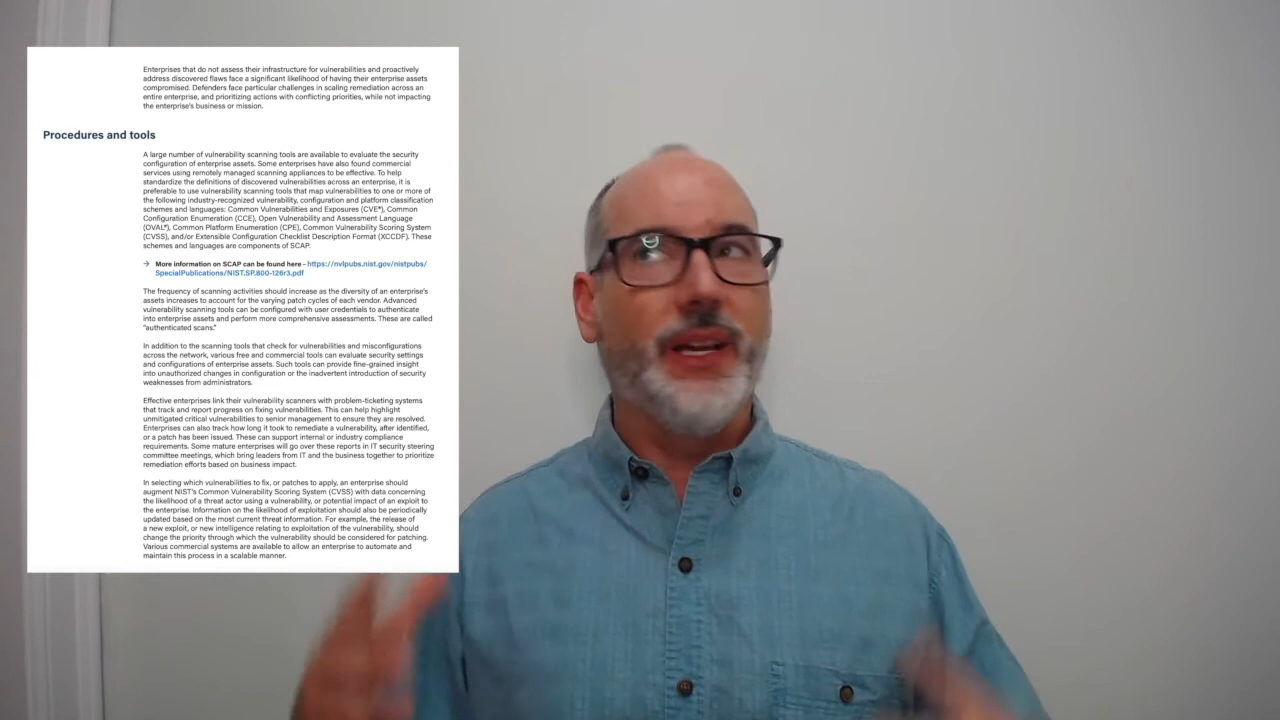 Enterprises that do not assess their infrastructure for vulnerabilities and proactively
address discovered flaws face a significant likelihood of having their enterprise assets
compromised. Defenders face particular challenges in scaling remediation across an
entire enterprise, and prioritizing actions with conflicting priorities, while not impacting
the enterprise's business or mission.
Procedures and tools
A large number of vulnerability scanning tools are available to evaluate the security
configuration of enterprise assets. Some enterprises have also found commercial
services using remotely managed scanning appliances to be effective. To help
standardize the definitions of discovered vulnerabilities across an enterprise, it is
preferable to use vulnerability scanning tools that map vulnerabilities to one or more of
the following industry-recognized vulnerability, configuration and platform classification
schemes and languages: Common Vulnerabilities and Exposures (CVE®), Common
Configuration Enumeration (CCE), Open Vulnerability and Assessment Language
(OVAL®), Common Platform Enumeration (CPE), Common Vulnerability Scoring System
(CVSS), and/or Extensible Configuration Checklist Description Format (XCCDF). These
schemes and languages are components of SCAP.
→ More information on SCAP can be found here – https://nvlpubs.nist.gov/nistpubs/
SpecialPublications/NIST.SP.800-126r3.pdf
The frequency of scanning activities should increase as the diversity of an enterprise's
assets increases to account for the varying patch cycles of each vendor. Advanced
vulnerability scanning tools can be configured with user credentials to authenticate
into enterprise assets and perform more comprehensive assessments. These are called
"authenticated scans."
In addition to the scanning tools that check for vulnerabilities and misconfigurations
across the network, various free and commercial tools can evaluate security settings
and configurations of enterprise assets. Such tools can provide fine-grained insight
into unauthorized changes in configuration or the inadvertent introduction of security
weaknesses from administrators.
Effective enterprises link their vulnerability scanners with problem-ticketing systems
that track and report progress on fixing vulnerabilities. This can help highlight
unmitigated critical vulnerabilities to senior management to ensure they are resolved.
Enterprises can also track how long it took to remediate a vulnerability, after identified,
or a patch has been issued. These can support internal or industry compliance
requirements. Some mature enterprises will go over these reports in IT security steering
committee meetings, which bring leaders from IT and the business together to prioritize
remediation efforts based on business impact.
In selecting which vulnerabilities to fix, or patches to apply, an enterprise should
augment NIST's Common Vulnerability Scoring System (CVSS) with data concerning
the likelihood of a threat actor using a vulnerability, or potential impact of an exploit to
the enterprise. Information on the likelihood of exploitation should also be periodically
updated based on the most current threat information. For example, the release of
a new exploit, or new intelligence relating to exploitation of the vulnerability, should
change the priority through which the vulnerability should be considered for patching.
Various commercial systems are available to allow an enterprise to automate and
maintain this process in a scalable manner.